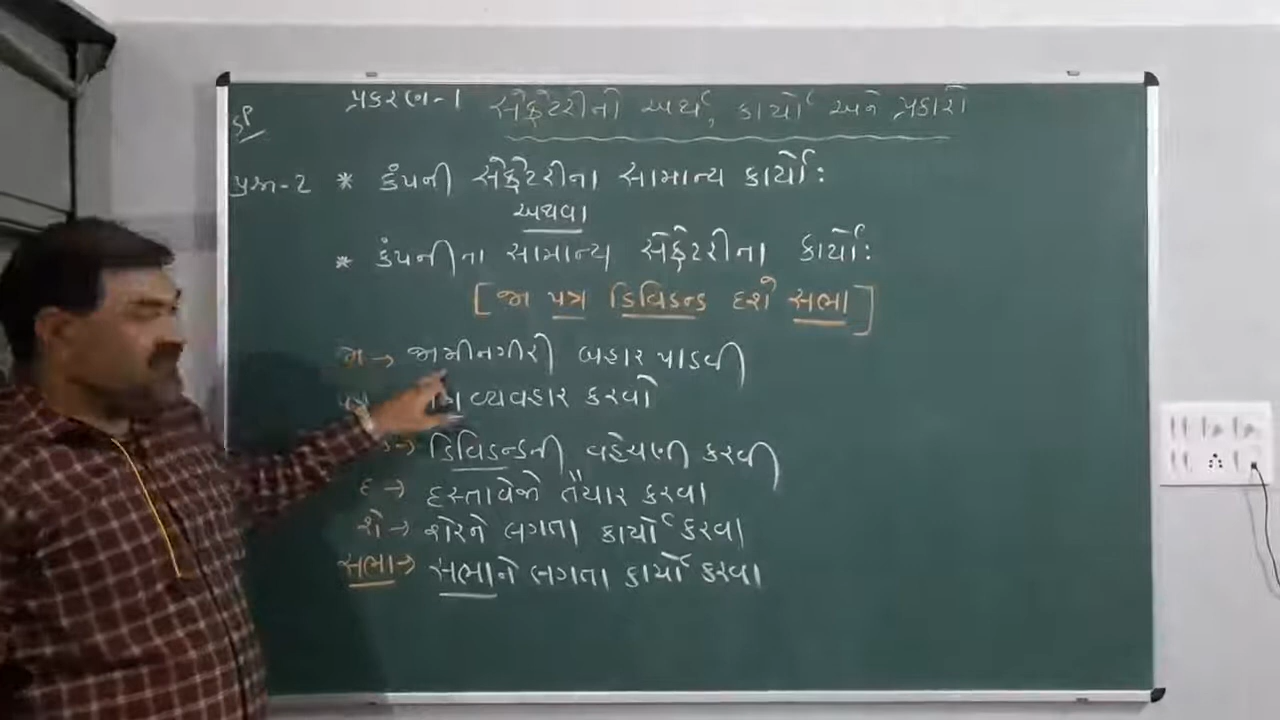 SP પ્રકરણ-1 સેક્રેટરીનો અર્થ, કાર્યો અને પ્રકારો
પ્રશ્ન-2 * કંપની સેક્રેટરીના સામાન્ય કાર્યો:
અથવા
* કંપનીના સામાન્ય સેક્રેટરીના કાર્યો:
[જા પત્ર ડિવિડન્ડ દશે સભા]
જા→ જામીનગીરી બહાર પાડવી
પત્ર વ્યવહાર કરવો
ડિવિડન્ડની વહેંચણી કરવી
દ→ દસ્તાવેજો તૈયાર કરવા
શે→ શેરને લગતા કાર્યો કરવા
સભા→ સભાને લગતા કાર્યો કરવા